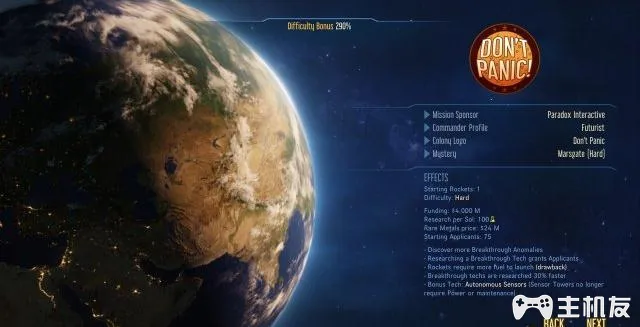 Difficulty Bonus 290%
DON'T
PANIC!
Mission Sponsor Paradox Interactive
Commander Profile Futurist
Colony Logo Don't Panic
Mystery Marsgate (Hard)
EFFECTS
Starting Rockets: 1
Difficulty: Hard
Funding: $4,000 M
Research per Sol: 100
Rare Metals price: $24 M
Starting Applicants: 75
- Discover more Breakthrough Anomalies
- Researching a Breakthrough Tech grants Applicants
- Rockets require more fuel to launch (drawback)
- Breakthrough techs are researched 30% faster
- Bonus Tech: Autonomous Sensors (Sensor Towers no longer
require Power or maintenance)
BACK NEXT
主机友